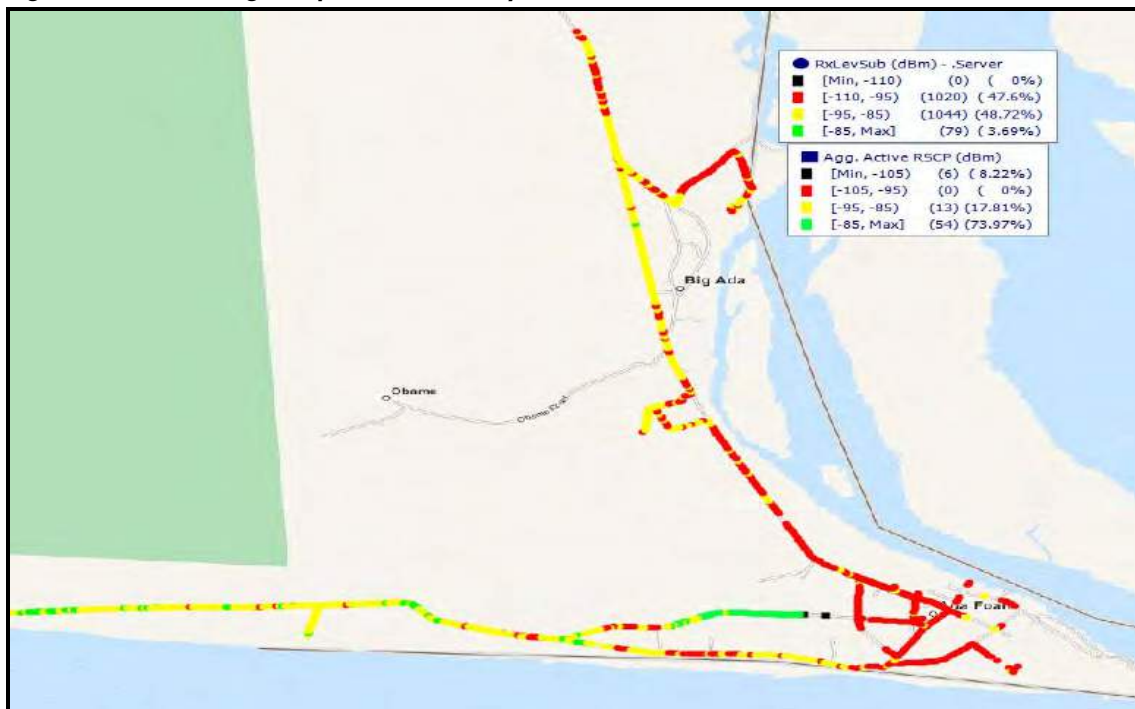 RxLevSub (dBm) - .Server
[Min, -110) (0) ( 0%)
[-110, -95) (1020) ( 47.6%)
[-95, -85) (1044) (48.72%)
[-85, Max] (79) ( 3.69%)
Agg. Active RSCP (dBm)
[Min, -105) (6) ( 8.22%)
[-105, -95) (0) ( 0%)
[-95, -85) (13) (17.81%)
[-85, Max] (54) (73.97%)
Big Ada
Obame
Obame Road